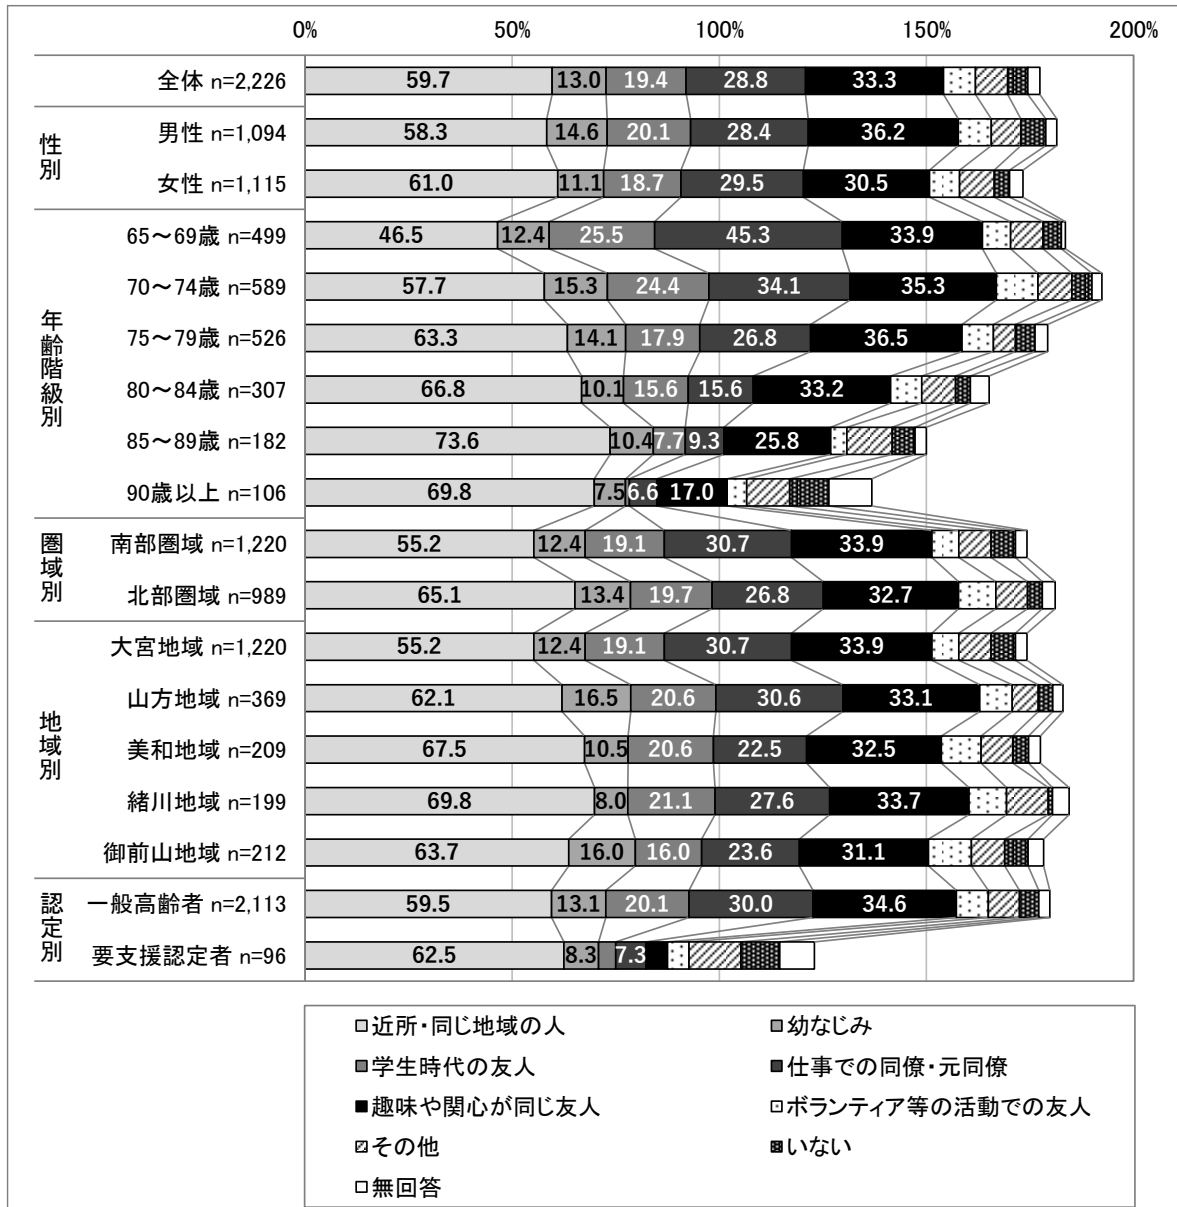 0% 50% 100% 150% 200%
全体 n=2,226 59.7 13.0 19.4 28.8 33.3
性別
男性 n=1,094 58.3 14.6 20.1 28.4 36.2
女性 n=1,115 61.0 11.1 18.7 29.5 30.5
年齢階級別
65～69歳 n=499 46.5 12.4 25.5 45.3 33.9
70～74歳 n=589 57.7 15.3 24.4 34.1 35.3
75～79歳 n=526 63.3 14.1 17.9 26.8 36.5
80～84歳 n=307 66.8 10.1 15.6 15.6 33.2
85～89歳 n=182 73.6 10.4 7.7 9.3 25.8
90歳以上 n=106 69.8 7.5 6.6 17.0
圏域別
南部圏域 n=1,220 55.2 12.4 19.1 30.7 33.9
北部圏域 n=989 65.1 13.4 19.7 26.8 32.7
地域別
大宮地域 n=1,220 55.2 12.4 19.1 30.7 33.9
山方地域 n=369 62.1 16.5 20.6 30.6 33.1
美和地域 n=209 67.5 10.5 20.6 22.5 32.5
緒川地域 n=199 69.8 8.0 21.1 27.6 33.7
御前山地域 n=212 63.7 16.0 16.0 23.6 31.1
認定別
一般高齢者 n=2,113 59.5 13.1 20.1 30.0 34.6
要支援認定者 n=96 62.5 8.3 7.3
近所・同じ地域の人 幼なじみ
学生時代の友人 仕事での同僚・元同僚
趣味や関心が同じ友人 ボランティア等の活動での友人
その他 いない
無回答